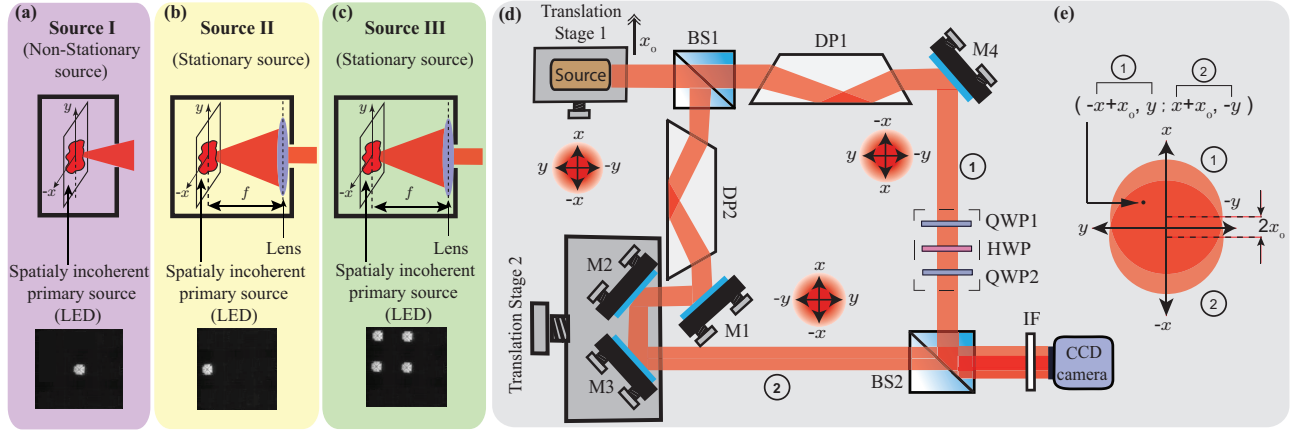 (a)
Source I
(Non-Stationary
source)
y
-x
Spatialy incoherent
primary source
(LED)
(b)
Source II
(Stationary source)
y
-x
f
Lens
Spatialy incoherent
primary source
(LED)
(c)
Source III
(Stationary source)
y
-x
f
Lens
Spatialy incoherent
primary source
(LED)
(d)
Translation
Stage 1
x₀
Source
BS1
DP1
M4
x
y
-y
-x
-x
y
-y
x
1
DP2
QWP1
HWP
QWP2
Translation Stage 2
M2
M1
M3
x
-y
y
-x
2
BS2
IF
CCD
camera
(e)
1
2
(-x+x₀, y ; x+x₀, -y)
x
1
-y
y
2x₀
2
-x